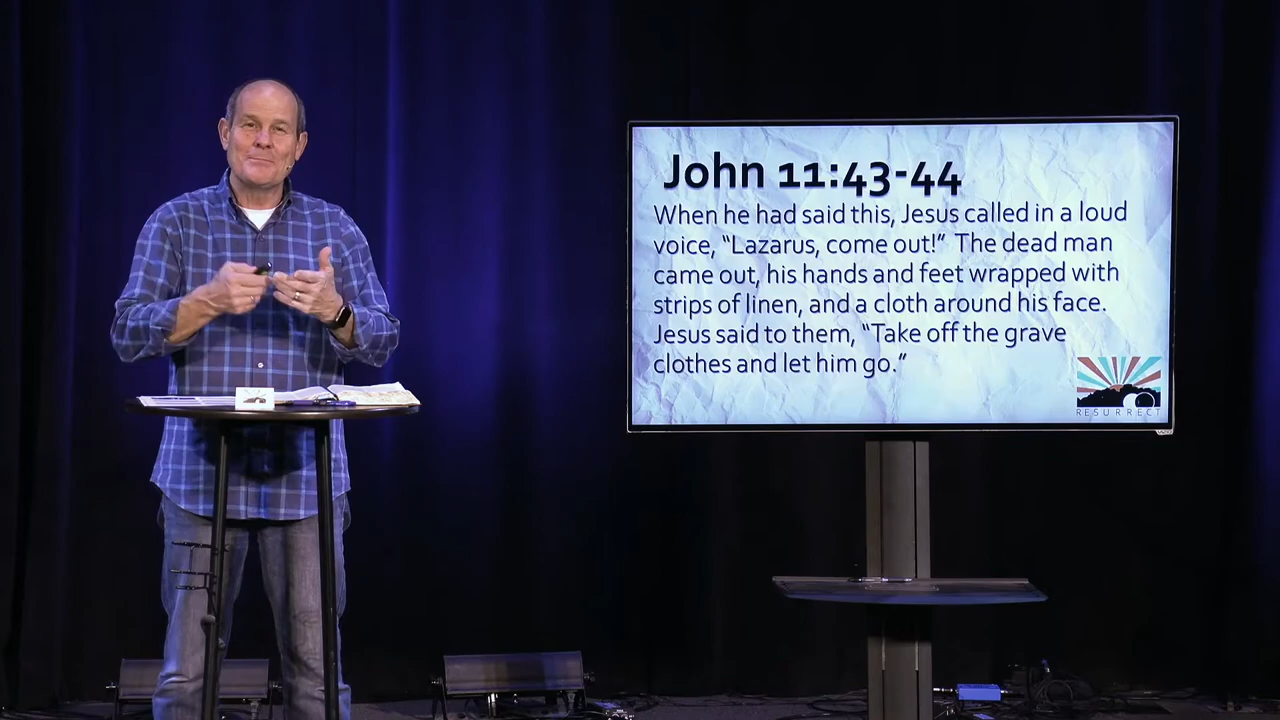 John 11:43-44
When he had said this, Jesus called in a loud
voice, “Lazarus, come out!” The dead man
came out, his hands and feet wrapped with
strips of linen, and a cloth around his face.
Jesus said to them, “Take off the grave
clothes and let him go.”
RESURRECT